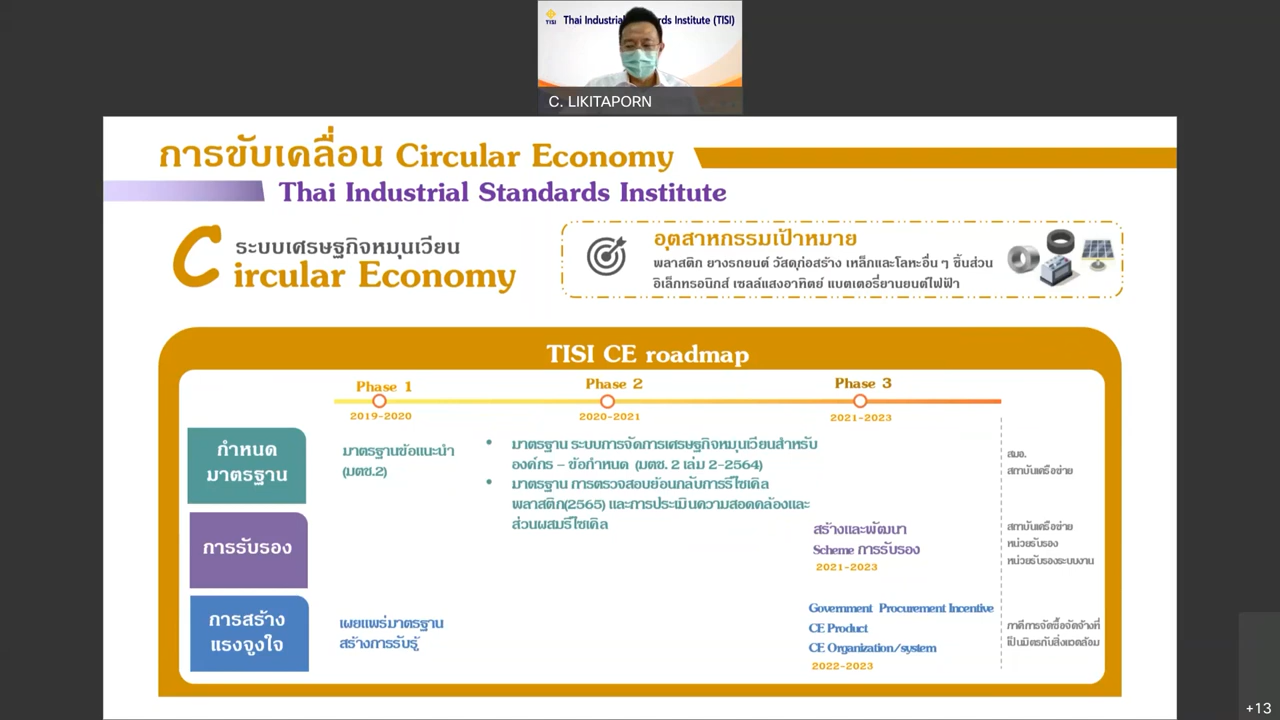 TISI
Thai Industrial Standards Institute (TISI)
C. LIKITAPORN
การขับเคลื่อน Circular Economy
Thai Industrial Standards Institute
ระบบเศรษฐกิจหมุนเวียน
Circular Economy
อุตสาหกรรมเป้าหมาย
พลาสติก ยางรถยนต์ วัสดุก่อสร้าง เหล็กและโลหะอื่น ๆ ชิ้นส่วน
อิเล็กทรอนิกส์ เซลล์แสงอาทิตย์ แบตเตอรี่ยานยนต์ไฟฟ้า
TISI CE roadmap
Phase 1
Phase 2
Phase 3
2019-2020
2020-2021
2021-2023
กำหนด
มาตรฐาน
มาตรฐานข้อแนะนำ
(มตช.2)
• มาตรฐาน ระบบการจัดการเศรษฐกิจหมุนเวียนสำหรับ
องค์กร – ข้อกำหนด (มตช. 2 เล่ม 2-2564)
• มาตรฐาน การตรวจสอบย้อนกลับการรีไซเคิล
พลาสติก(2565) และการประเมินความสอดคล้องและ
ส่วนผสมรีไซเคิล
สมอ.
สถาบันเครือข่าย
การรับรอง
สร้างและพัฒนา
Scheme การรับรอง
2021-2023
สถาบันเครือข่าย
หน่วยรับรอง
หน่วยรับรองระบบงาน
การสร้าง
แรงจูงใจ
เผยแพร่มาตรฐาน
สร้างการรับรู้
Government Procurement Incentive
CE Product
CE Organization/system
2022-2023
ภาคีการจัดซื้อจัดจ้างที่
เป็นมิตรกับสิ่งแวดล้อม
+13